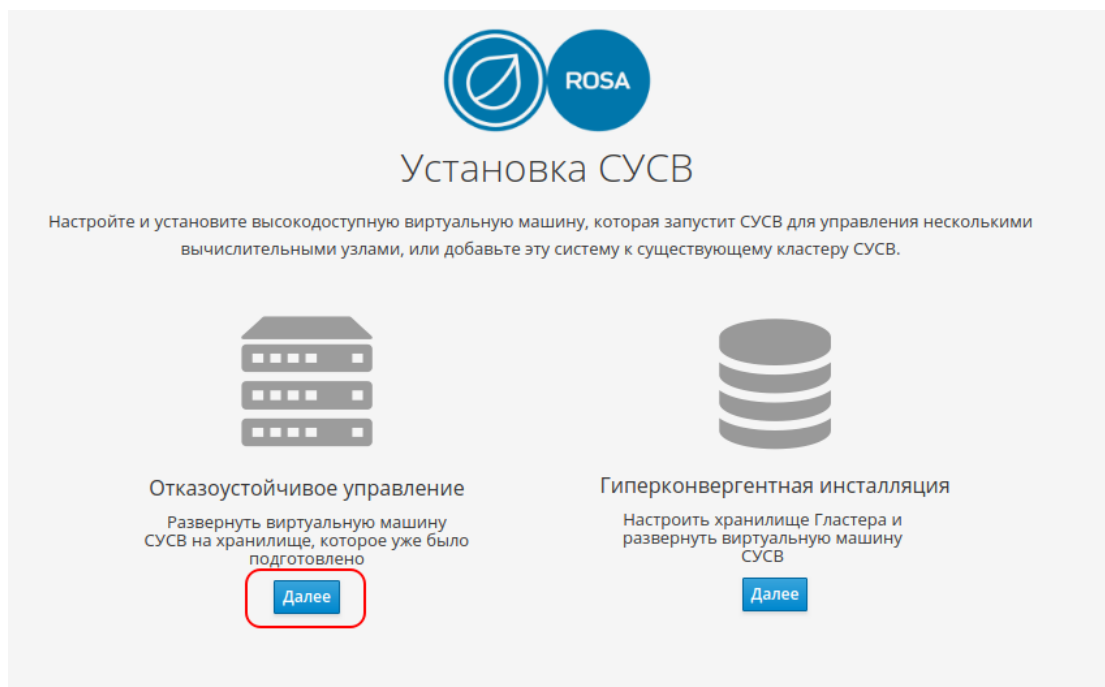 ROSA
Установка СУСВ
Настройте и установите высокодоступную виртуальную машину, которая запустит СУСВ для управления несколькими
вычислительными узлами, или добавьте эту систему к существующему кластеру СУСВ.
Отказоустойчивое управление
Развернуть виртуальную машину
СУСВ на хранилище, которое уже было
подготовлено
Далее
Гиперконвергентная инсталляция
Настроить хранилище Гластера и
развернуть виртуальную машину
СУСВ
Далее